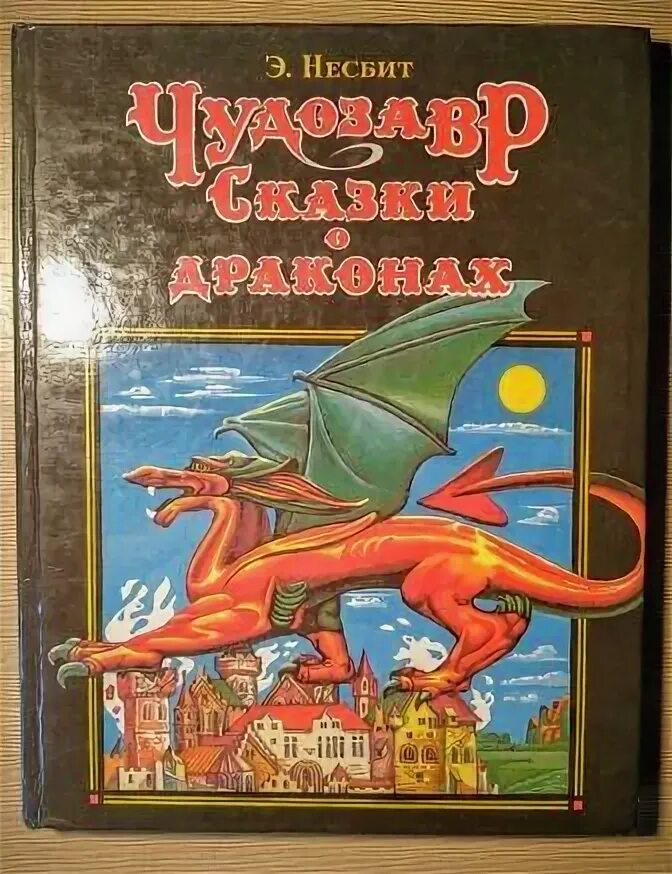 Э. Несбит
Чудозавр
Сказки
о
драконах